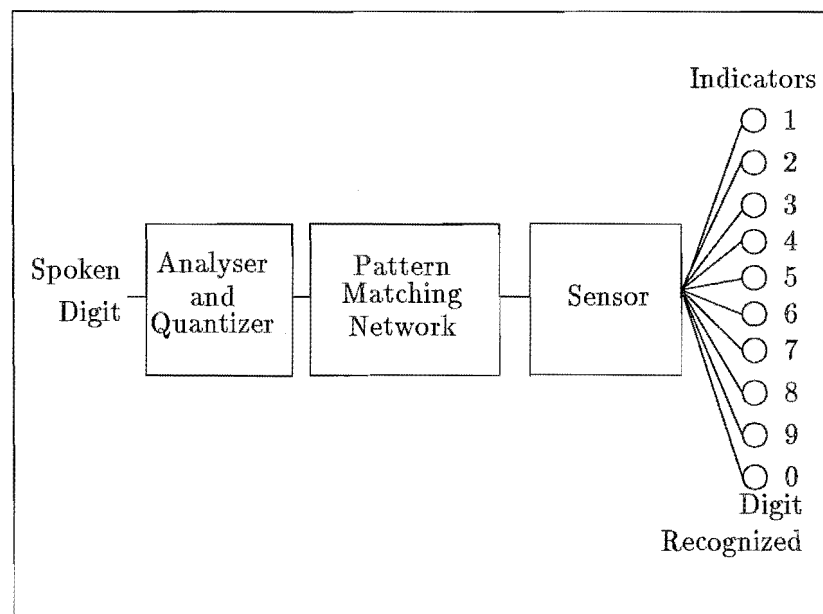 Indicators
1
2
3
4
5
6
7
8
9
0
Spoken
Digit
Analyser
and
Quantizer
Pattern
Matching
Network
Sensor
Digit
Recognized